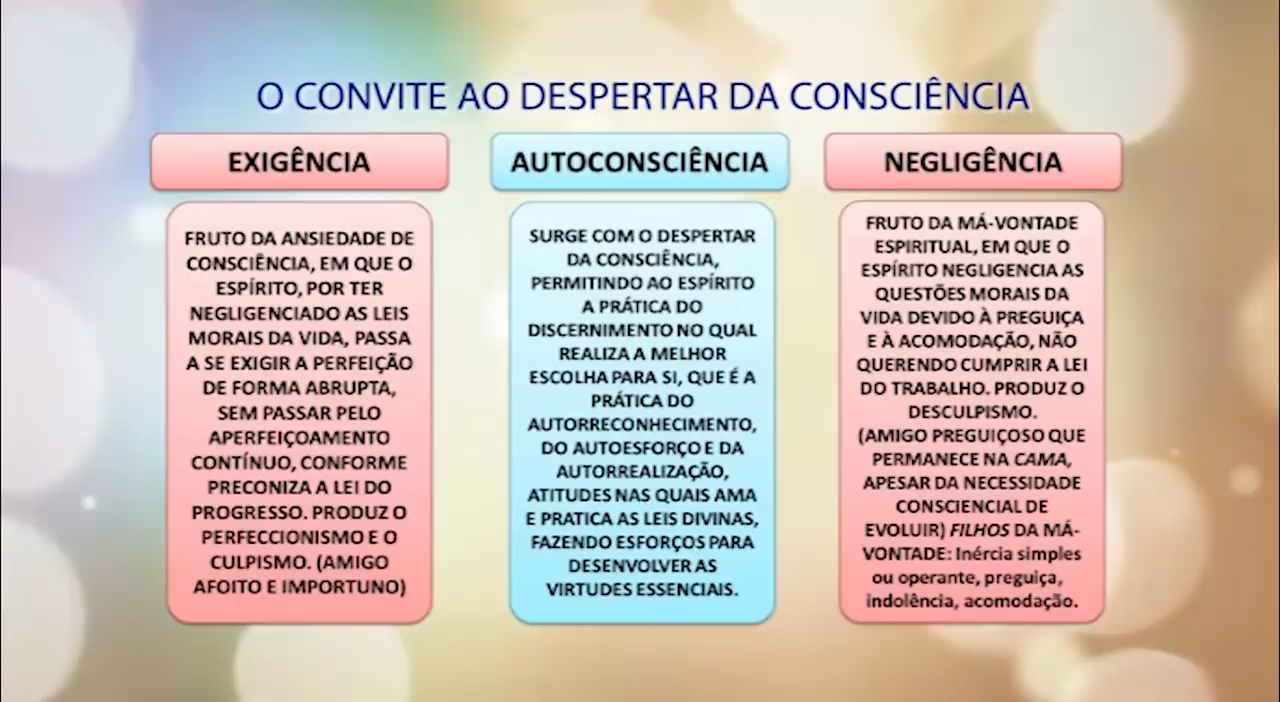 O CONVITE AO DESPERTAR DA CONSCIÊNCIA
EXIGÊNCIA
FRUTO DA ANSIEDADE DE
CONSCIÊNCIA, EM QUE O
ESPÍRITO, POR TER
NEGLIGENCIADO AS LEIS
MORAIS DA VIDA, PASSA
A SE EXIGIR A PERFEIÇÃO
DE FORMA ABRUPTA,
SEM PASSAR PELO
APERFEIÇOAMENTO
CONTÍNUO, CONFORME
PRECONIZA A LEI DO
PROGRESSO. PRODUZ O
PERFECCIONISMO E O
CULPISMO. (AMIGO
AFOITO E IMPORTUNO)
AUTOCONSCIÊNCIA
SURGE COM O DESPERTAR
DA CONSCIÊNCIA,
PERMITINDO AO ESPÍRITO
A PRÁTICA DO
DISCERNIMENTO NO QUAL
REALIZA A MELHOR
ESCOLHA PARA SI, QUE É A
PRÁTICA DO
AUTORRECONHECIMENTO,
DO AUTOESFORÇO E DA
AUTORREALIZAÇÃO,
ATITUDES NAS QUAIS AMA
E PRATICA AS LEIS DIVINAS,
FAZENDO ESFORÇOS PARA
DESENVOLVER AS
VIRTUDES ESSENCIAIS.
NEGLIGÊNCIA
FRUTO DA MÁ-VONTADE
ESPIRITUAL, EM QUE O
ESPÍRITO NEGLIGENCIA AS
QUESTÕES MORAIS DA
VIDA DEVIDO À PREGUIÇA
E À ACOMODAÇÃO, NÃO
QUERENDO CUMPRIR A LEI
DO TRABALHO. PRODUZ O
DESCULPISMO.
(AMIGO PREGUIÇOSO QUE
PERMANECE NA CAMA,
APESAR DA NECESSIDADE
CONSCIENCIAL DE
EVOLUIR) FILHOS DA MÁ-
VONTADE: Inércia simples
ou operante, preguiça,
indolência, acomodação.